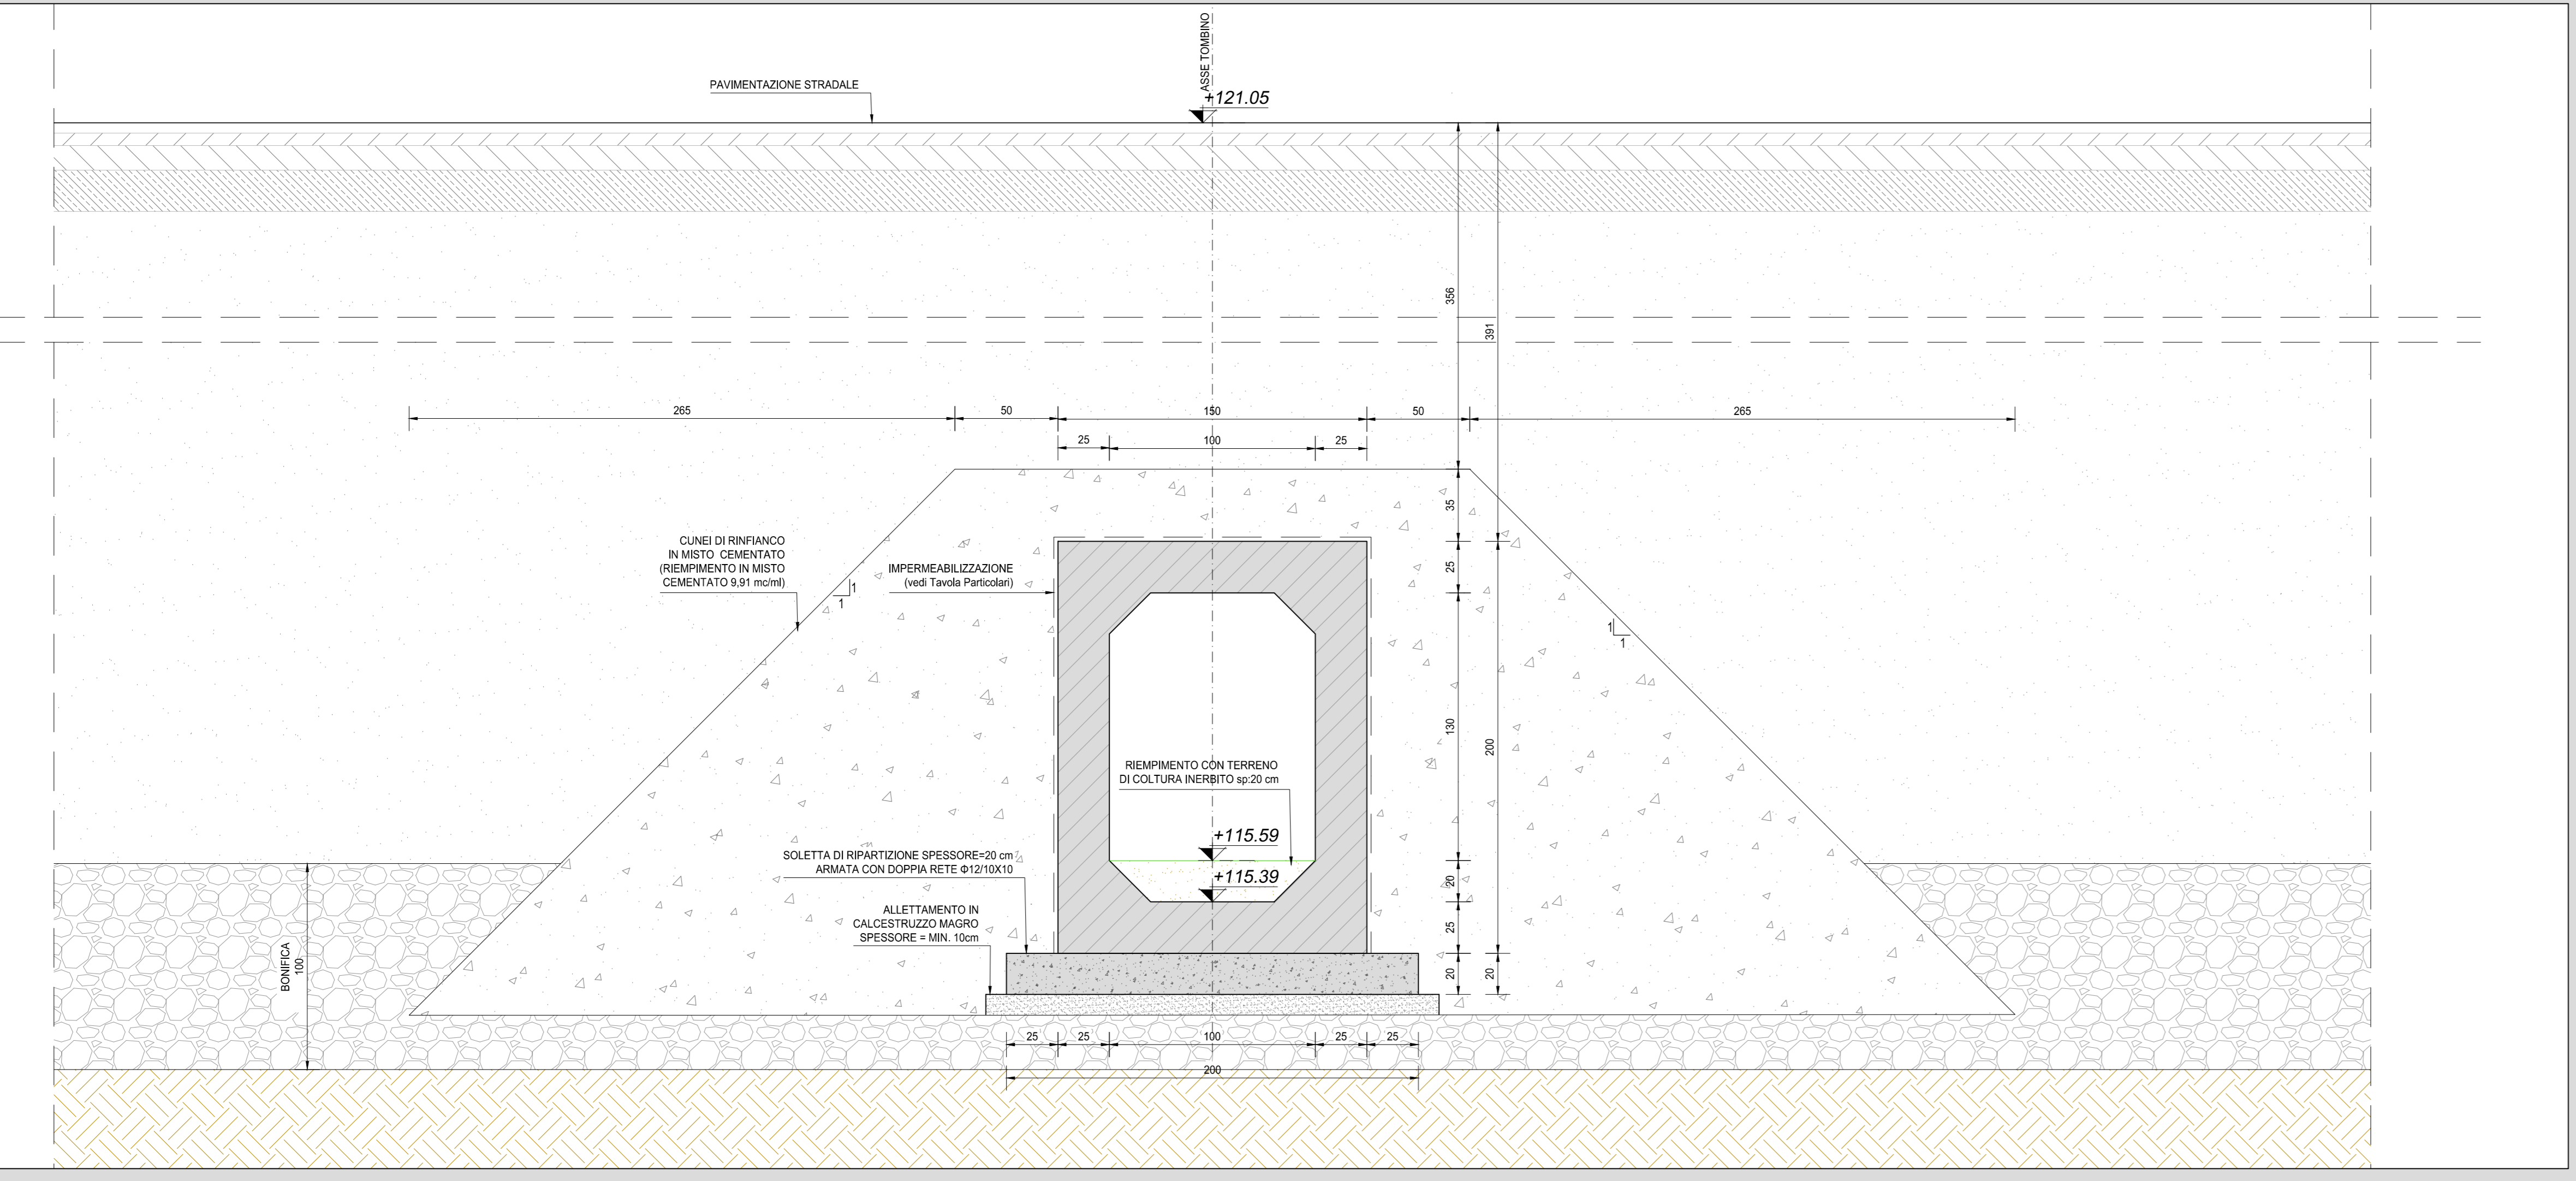 ASSE TOMBINO
PAVIMENTAZIONE STRADALE
+121.05
356
391
265
50
150
50
265
25
100
25
35
CUNEI DI RINFIANCO
IN MISTO CEMENTATO
(RIEMPIMENTO IN MISTO
CEMENTATO 9,91 mc/ml)
1
1
IMPERMEABILIZZAZIONE
(vedi Tavola Particolari)
25
1
1
130
200
RIEMPIMENTO CON TERRENO
DI COLTURA INERBITO sp:20 cm
+115.59
SOLETTA DI RIPARTIZIONE SPESSORE=20 cm
ARMATA CON DOPPIA RETE Φ12/10X10
+115.39
20
ALLETTAMENTO IN
CALCESTRUZZO MAGRO
SPESSORE = MIN. 10cm
25
BONIFICA
100
20
20
25
25
100
25
25
200